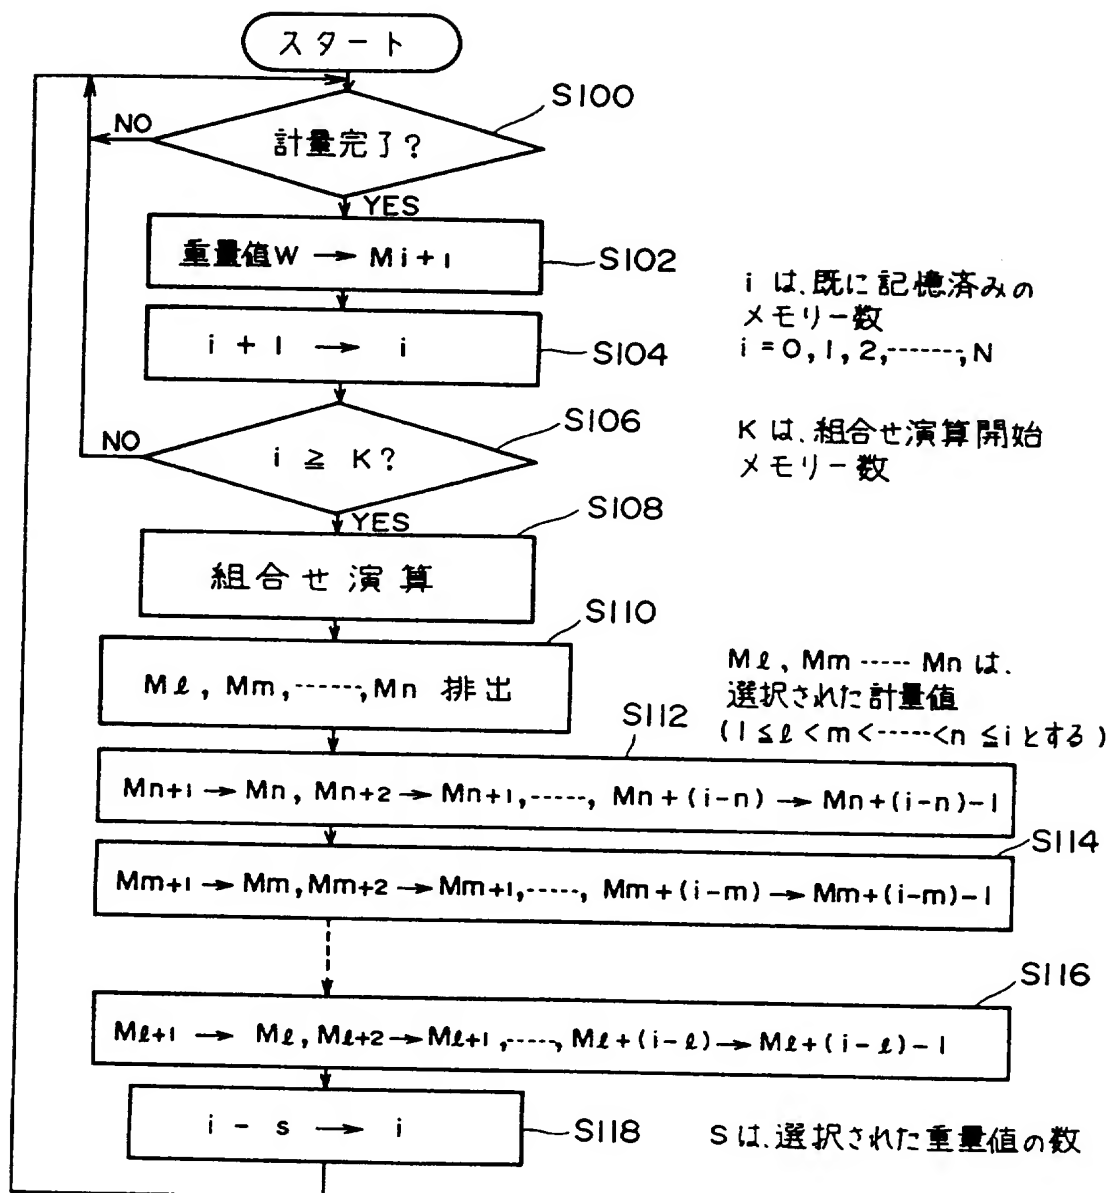 スタート
S100
NO
計量完了?
YES
重量値W → Mi+1
S102
i は、既に記憶済みの
メモリー数
i = 0, 1, 2, ------, N
i + 1 → i
S104
S106
NO
i ≧ K?
K は、組合せ演算開始
メモリー数
YES
S108
組合せ演算
S110
Mℓ, Mm, ------, Mn 排出
Mℓ, Mm ----- Mn は、
選択された計量値
(1≦ℓ<m<-----<n≦iとする)
S112
Mn+1 → Mn, Mn+2 → Mn+1, -----, Mn+(i-n) → Mn+(i-n)-1
S114
Mm+1 → Mm, Mm+2 → Mm+1, -----, Mm+(i-m) → Mm+(i-m)-1
S116
Mℓ+1 → Mℓ, Mℓ+2 → Mℓ+1, -----, Mℓ+(i-ℓ) → Mℓ+(i-ℓ)-1
i - s → i
S118
Sは、選択された重量値の数